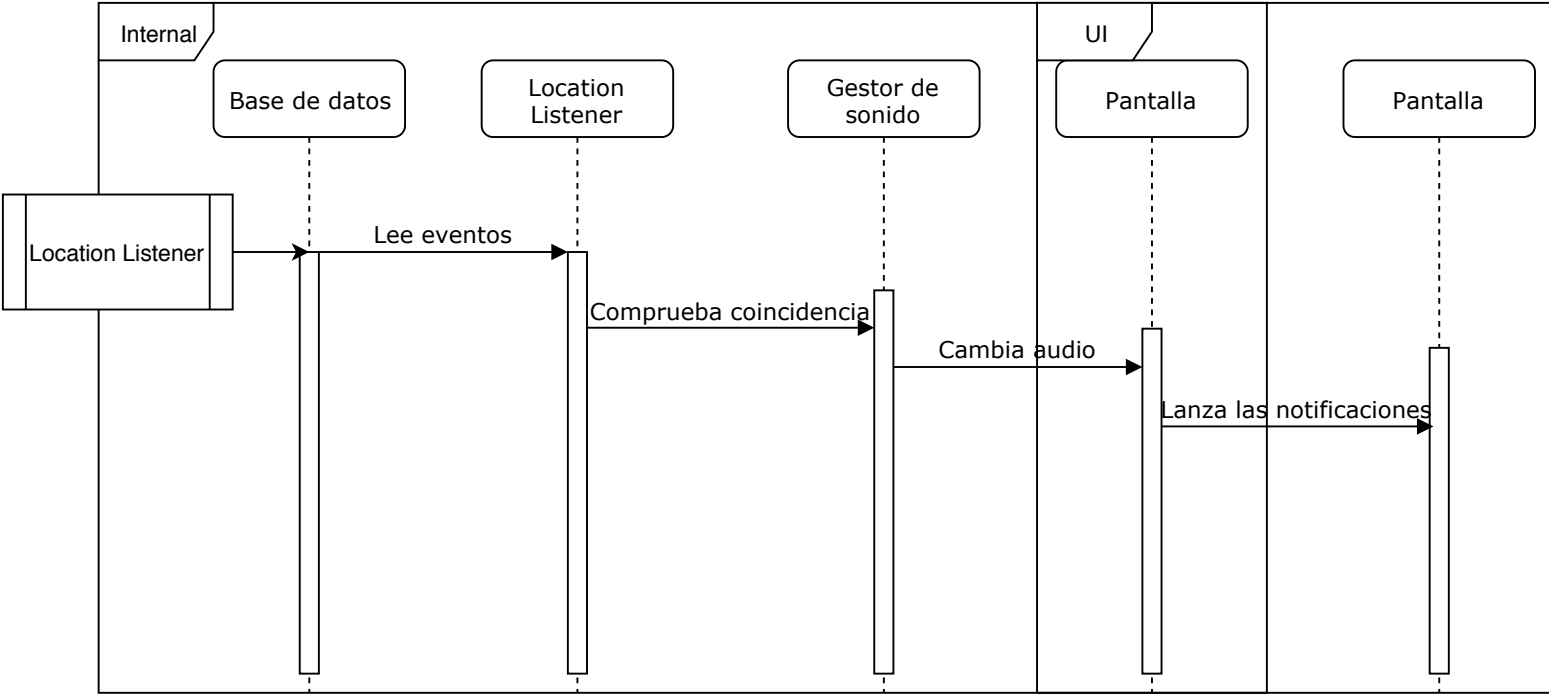 Internal
UI
Base de datos
Location
Listener
Gestor de
sonido
Pantalla
Pantalla
Location Listener
Lee eventos
Comprueba coincidencia
Cambia audio
Lanza las notificaciones